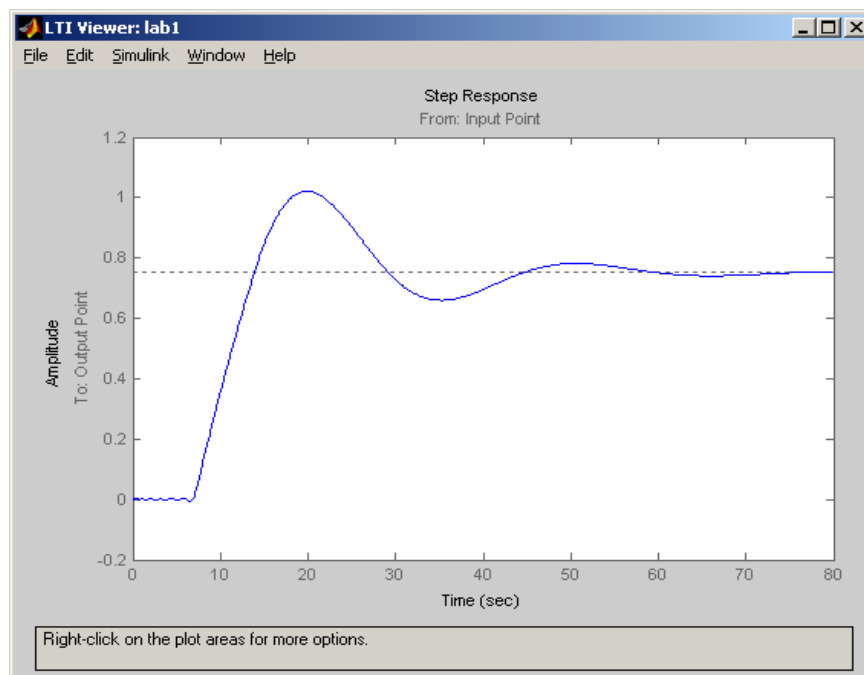 LTI Viewer: lab1
File Edit Simulink Window Help
Step Response
From: Input Point
1.2
1
0.8
0.6
0.4
0.2
0
-0.2
Amplitude
To: Output Point
0 10 20 30 40 50 60 70 80
Time (sec)
Right-click on the plot areas for more options.